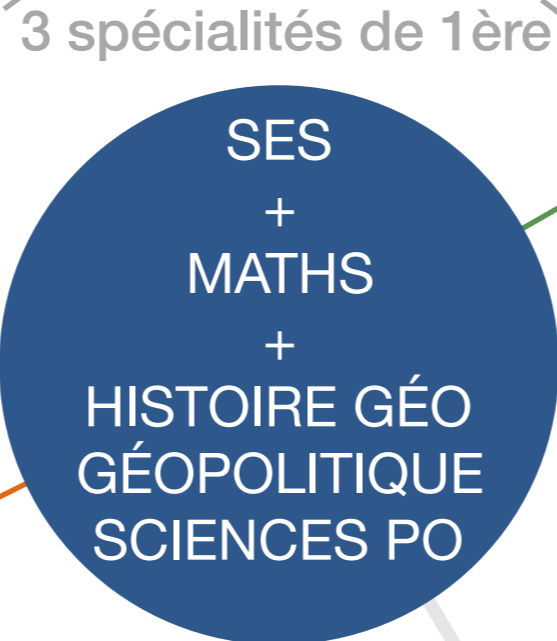 3 spécialités de 1ère
SES
+
MATHS
+
HISTOIRE GÉO
GÉOPOLITIQUE
SCIENCES PO